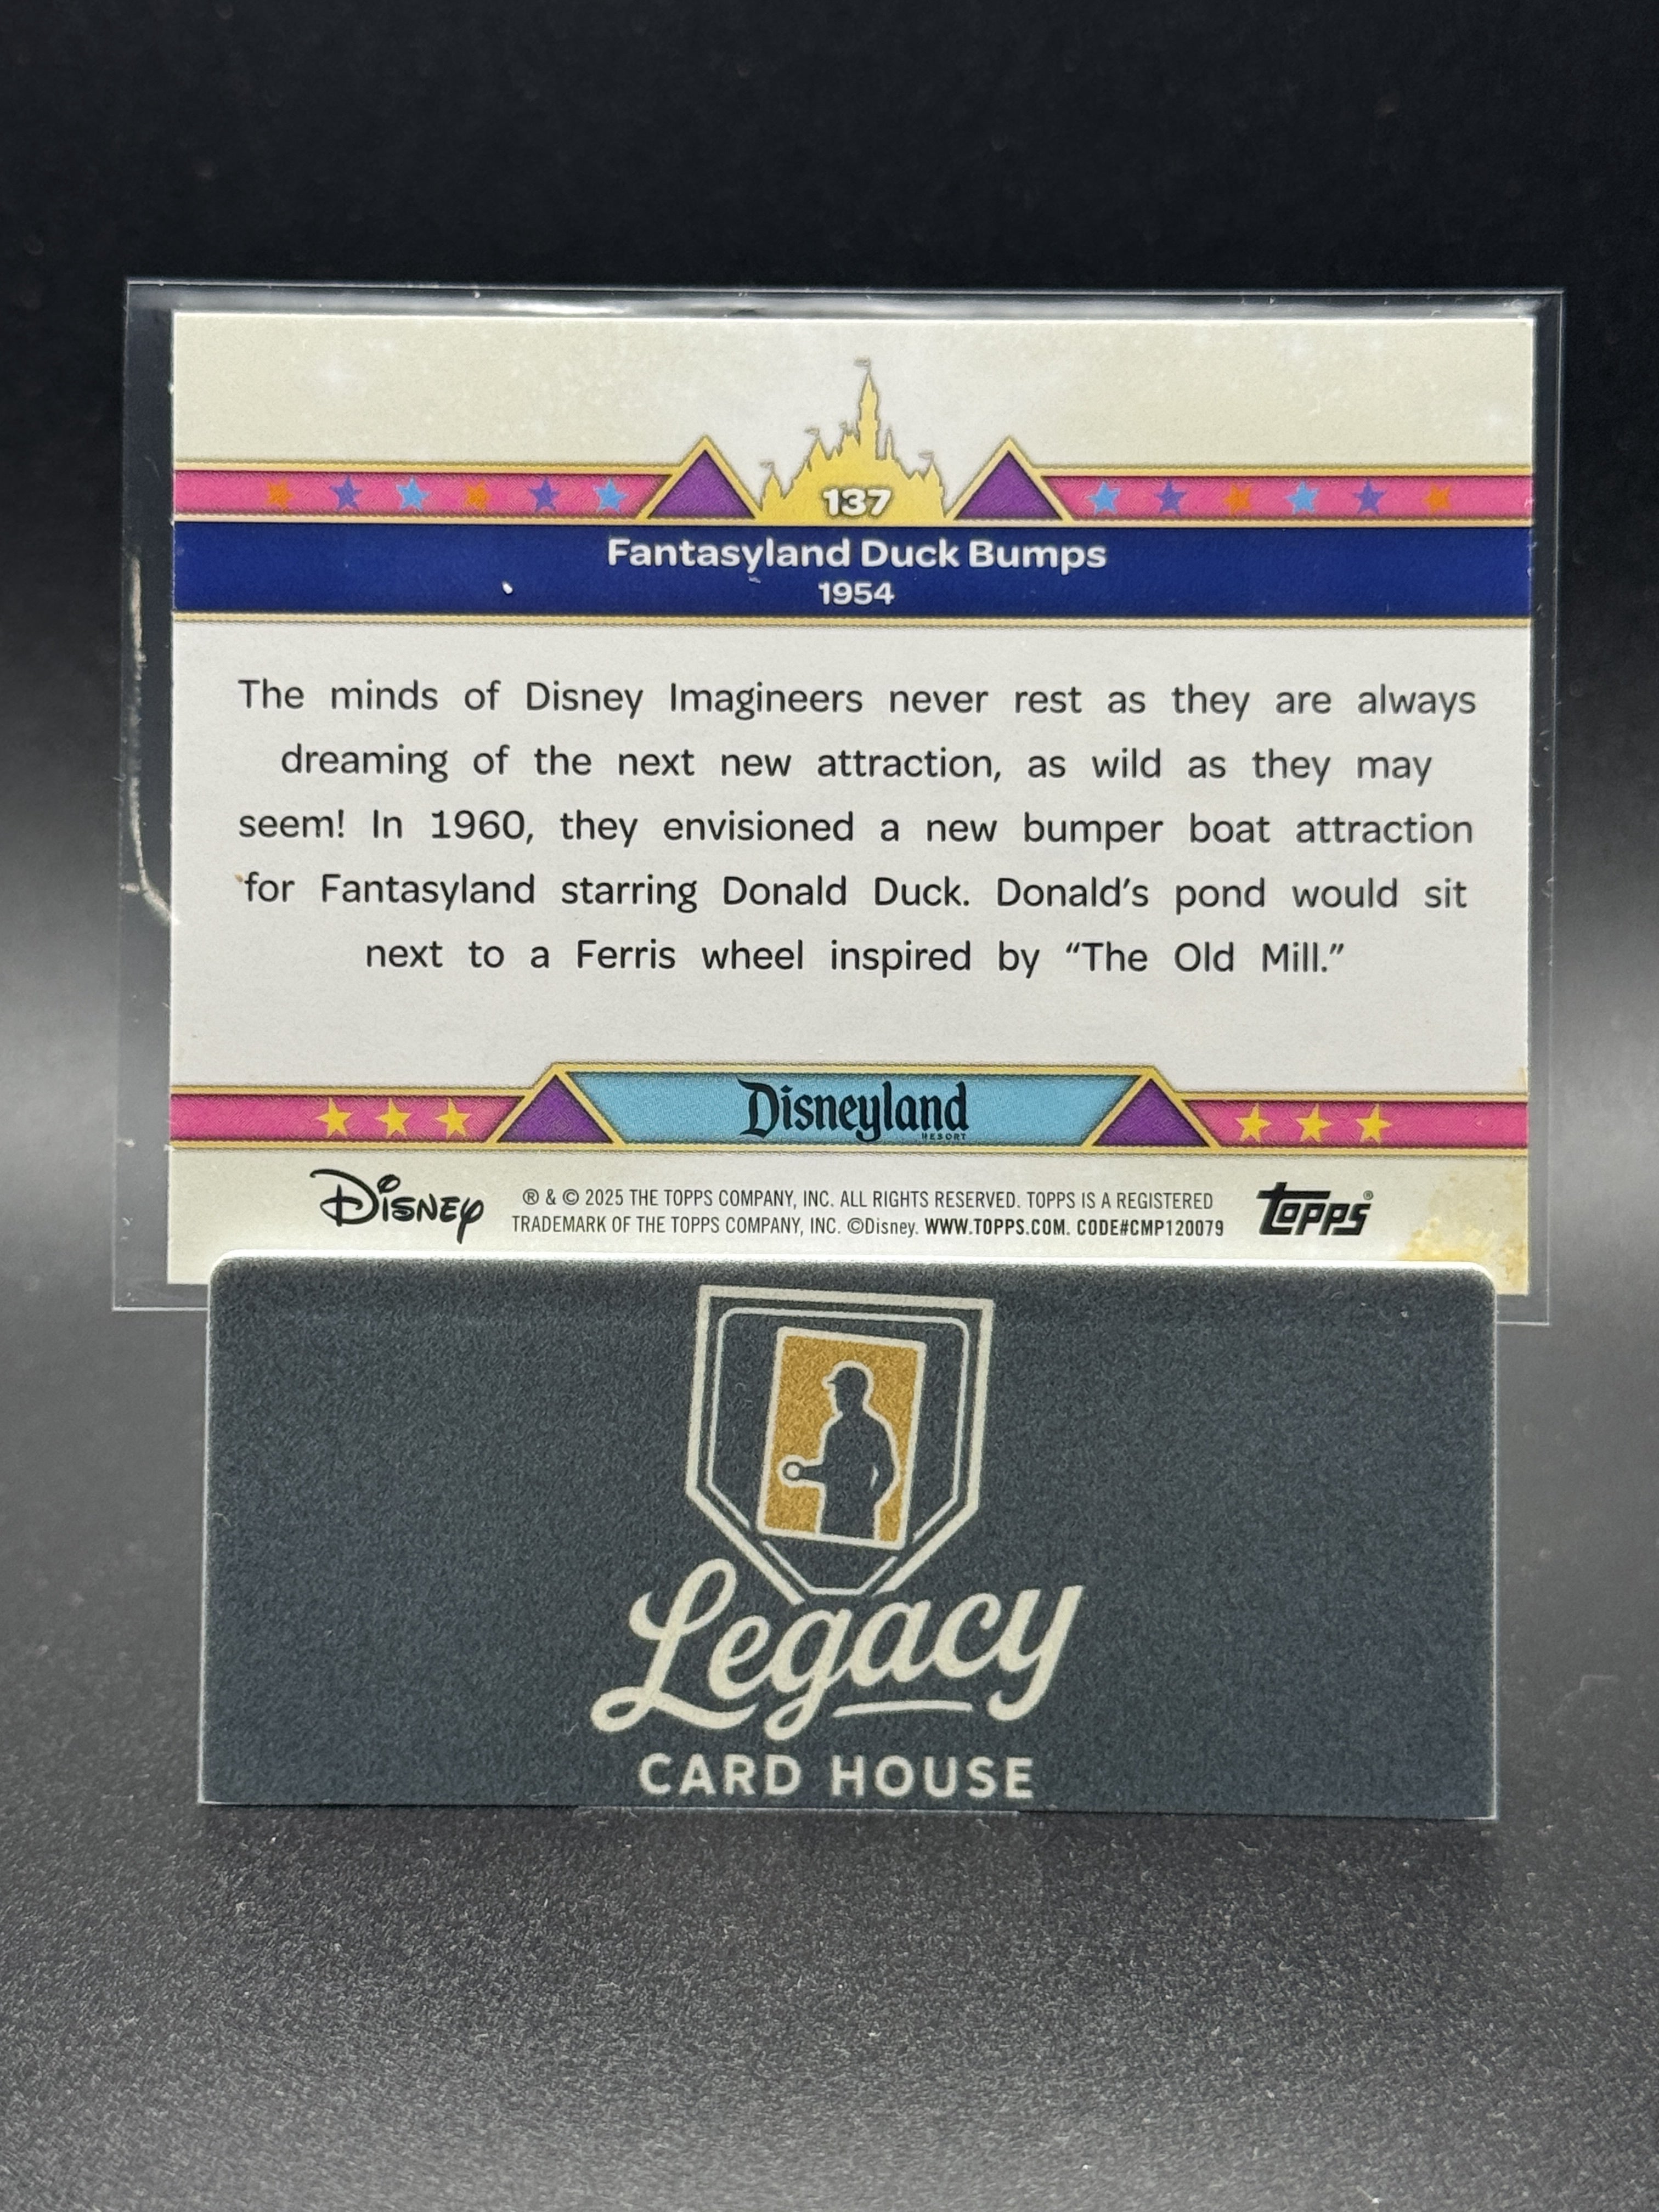 137
Fantasyland Duck Bumps
1954
The minds of Disney Imagineers never rest as they are always
dreaming of the next new attraction, as wild as they may
seem! In 1960, they envisioned a new bumper boat attraction
for Fantasyland starring Donald Duck. Donald's pond would sit
next to a Ferris wheel inspired by “The Old Mill.”
Disneyland
RESORT
Disney
® & © 2025 THE TOPPS COMPANY, INC. ALL RIGHTS RESERVED. TOPPS IS A REGISTERED
TRADEMARK OF THE TOPPS COMPANY, INC. ©Disney. WWW.TOPPS.COM. CODE#CMP120079
Topps®
Legacy
CARD HOUSE